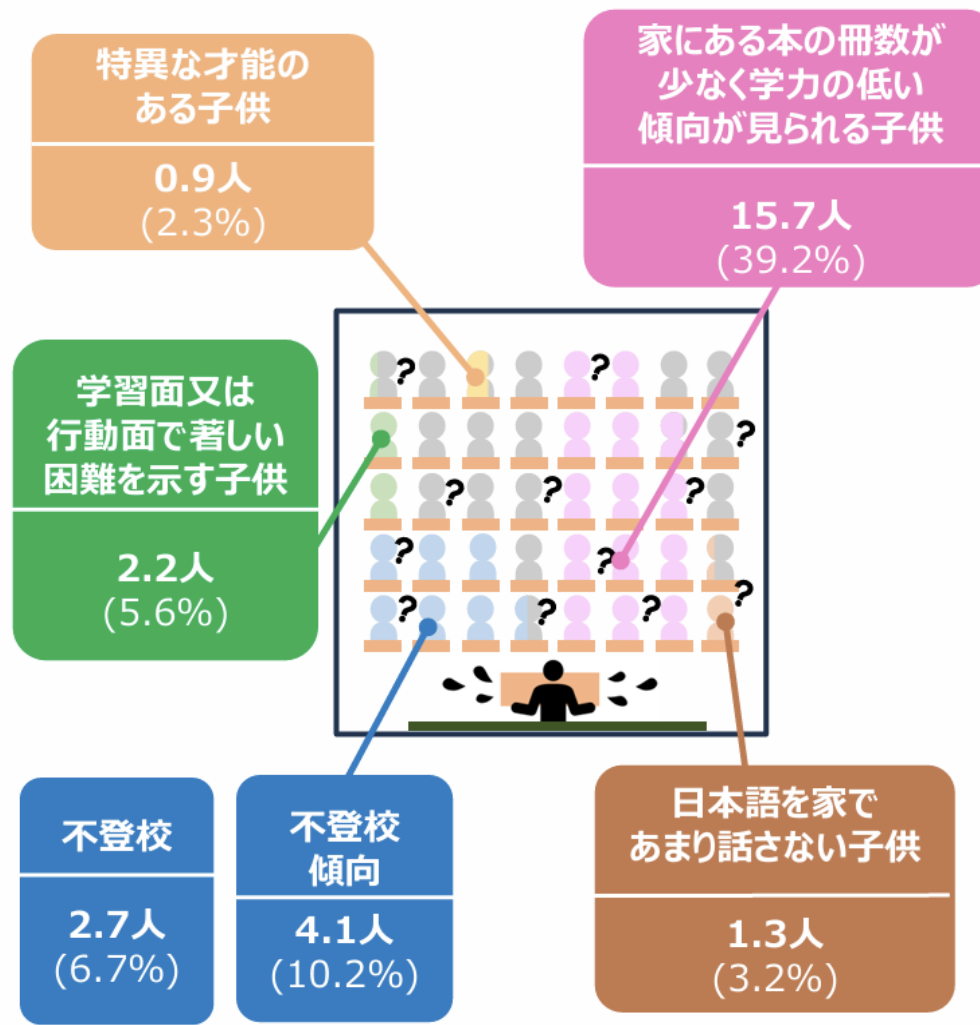 特異な才能の
ある子供
0.9人
(2.3%)
家にある本の冊数が
少なく学力の低い
傾向が見られる子供
15.7人
(39.2%)
学習面又は
行動面で著しい
困難を示す子供
2.2人
(5.6%)
?
?
?
?
?
?
?
?
?
?
?
?
不登校
2.7人
(6.7%)
不登校
傾向
4.1人
(10.2%)
日本語を家で
あまり話さない子供
1.3人
(3.2%)